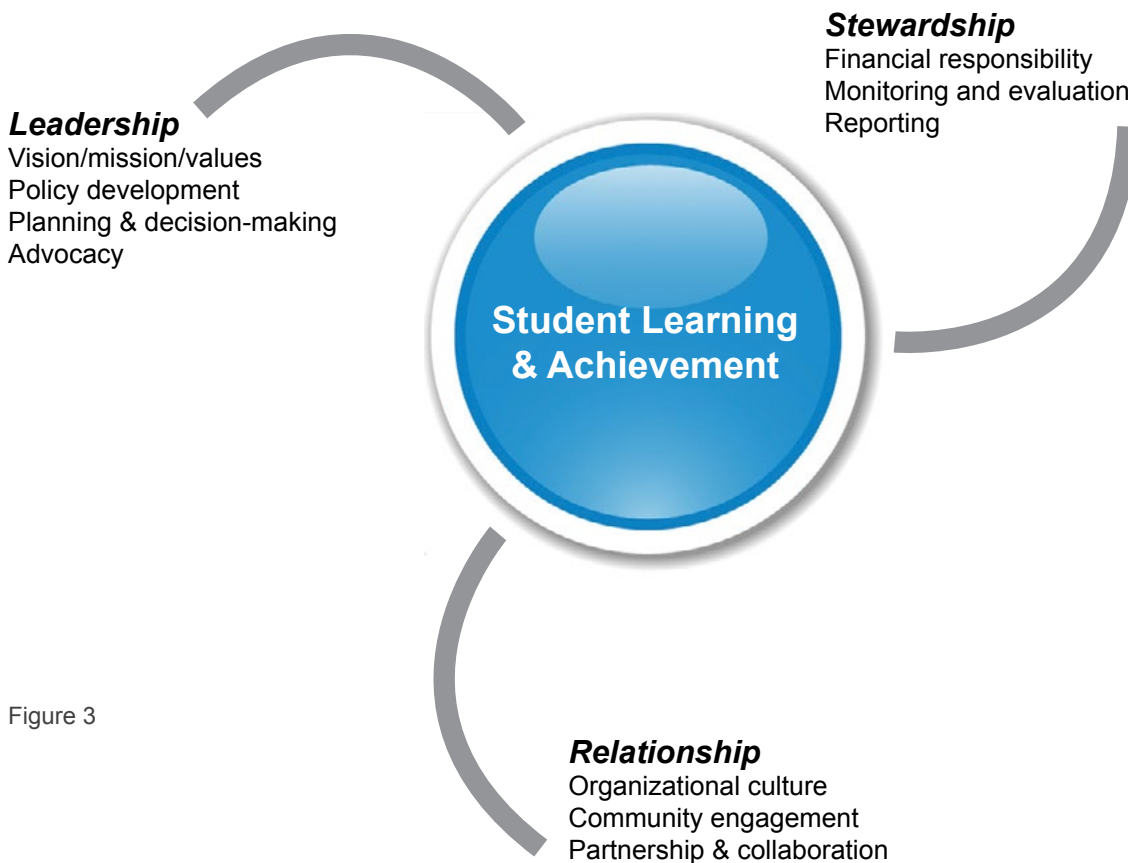 Stewardship
Financial responsibility
Monitoring and evaluation
Reporting
Leadership
Vision/mission/values
Policy development
Planning & decision-making
Advocacy
Student Learning
& Achievement
Figure 3
Relationship
Organizational culture
Community engagement
Partnership & collaboration